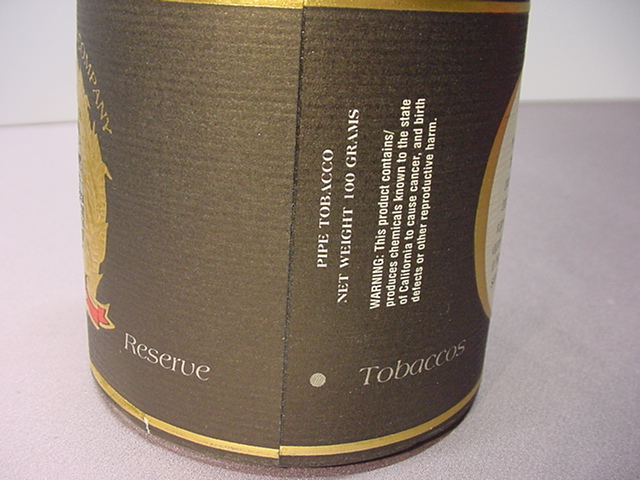 COMPANY
Reserve
PIPE TOBACCO
NET WEIGHT 100 GRAMS
WARNING: This product contains/
produces chemicals known to the state
of California to cause cancer, and birth
defects or other reproductive harm.
Tobaccos